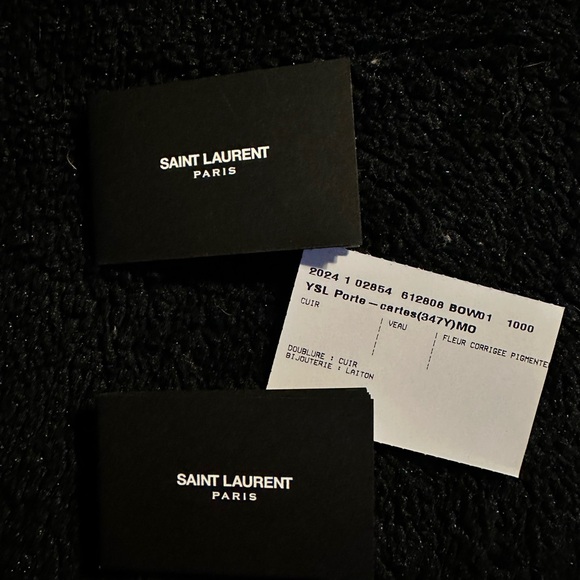 SAINT LAURENT
PARIS
2024 1 02854 612808 BOW01 1000
YSL Porte-cartes(347Y)MO
CUIR | VEAU | FLEUR CORRIGEE PIGMENTE
DOUBLURE : CUIR
BIJOUTERIE : LAITON
SAINT LAURENT
PARIS